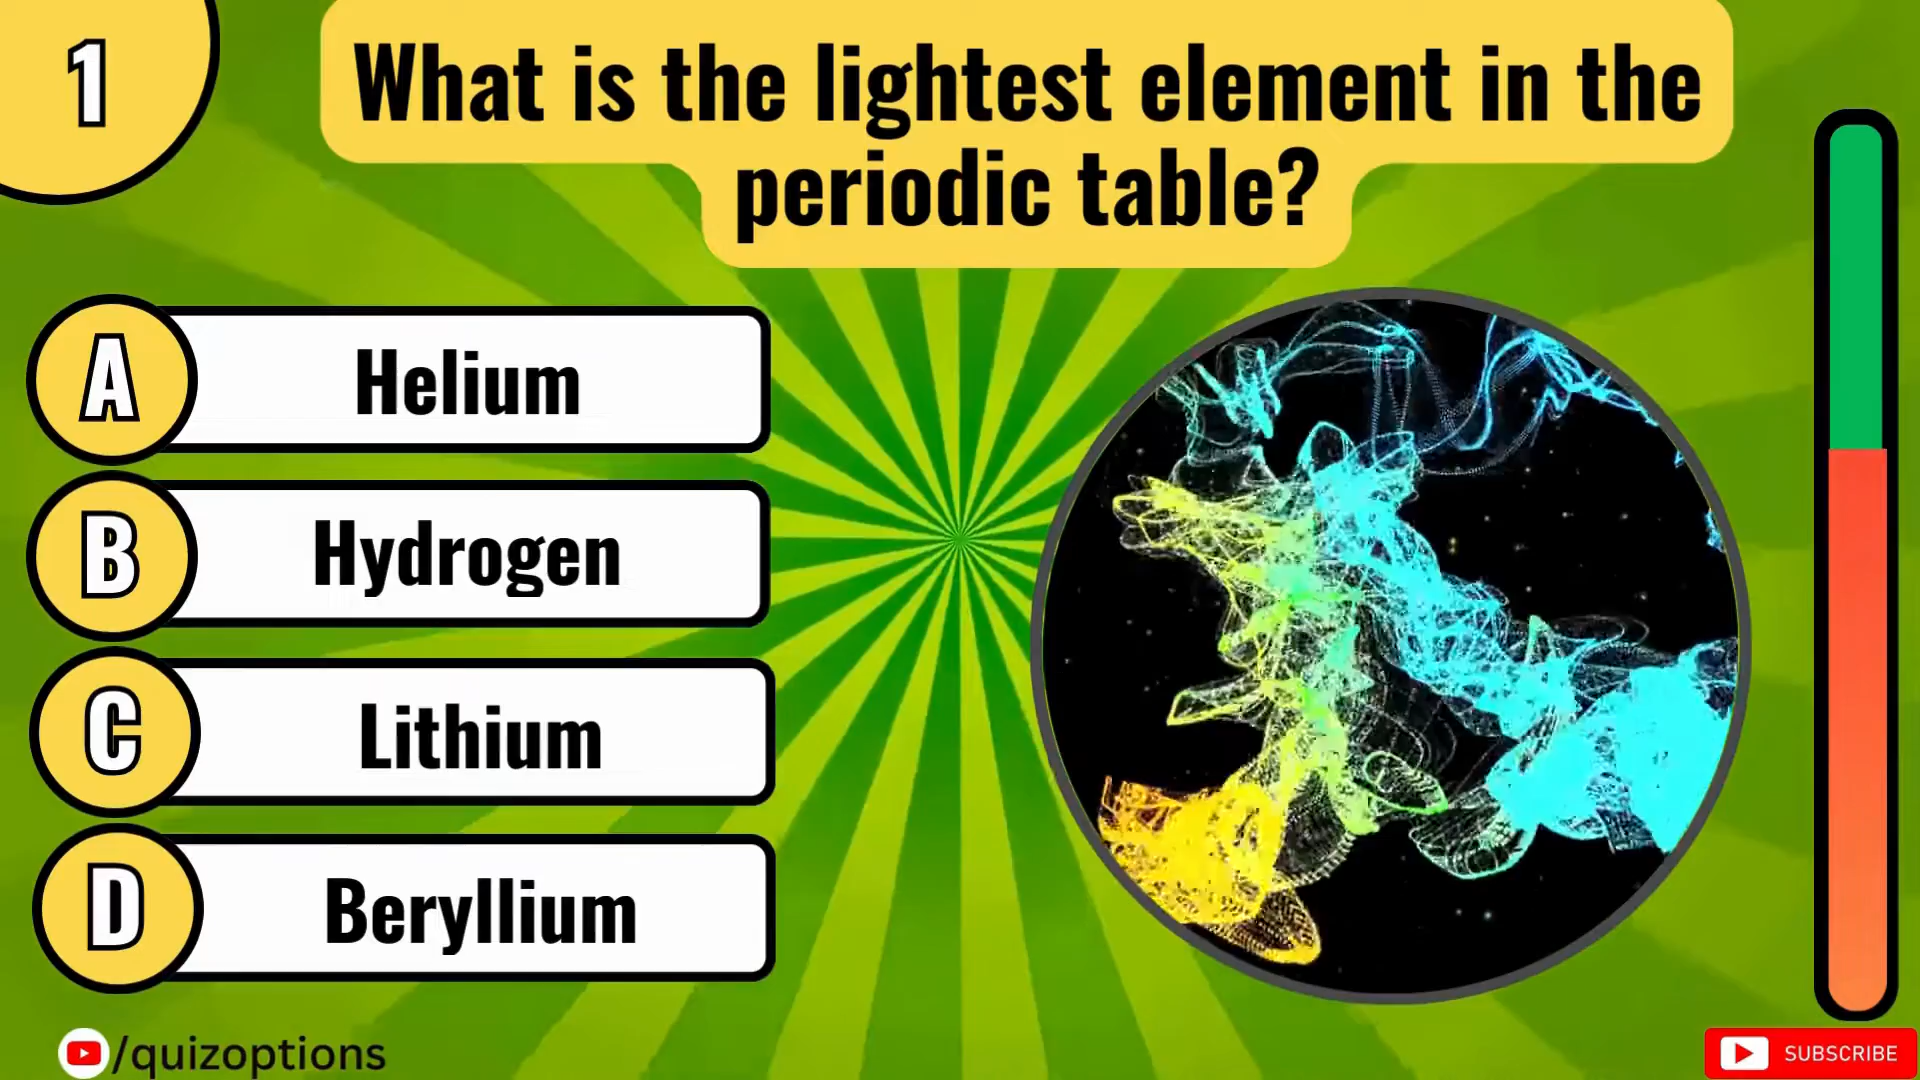 1
What is the lightest element in the
periodic table?
A
Helium
B
Hydrogen
C
Lithium
D
Beryllium
/quizoptions
SUBSCRIBE